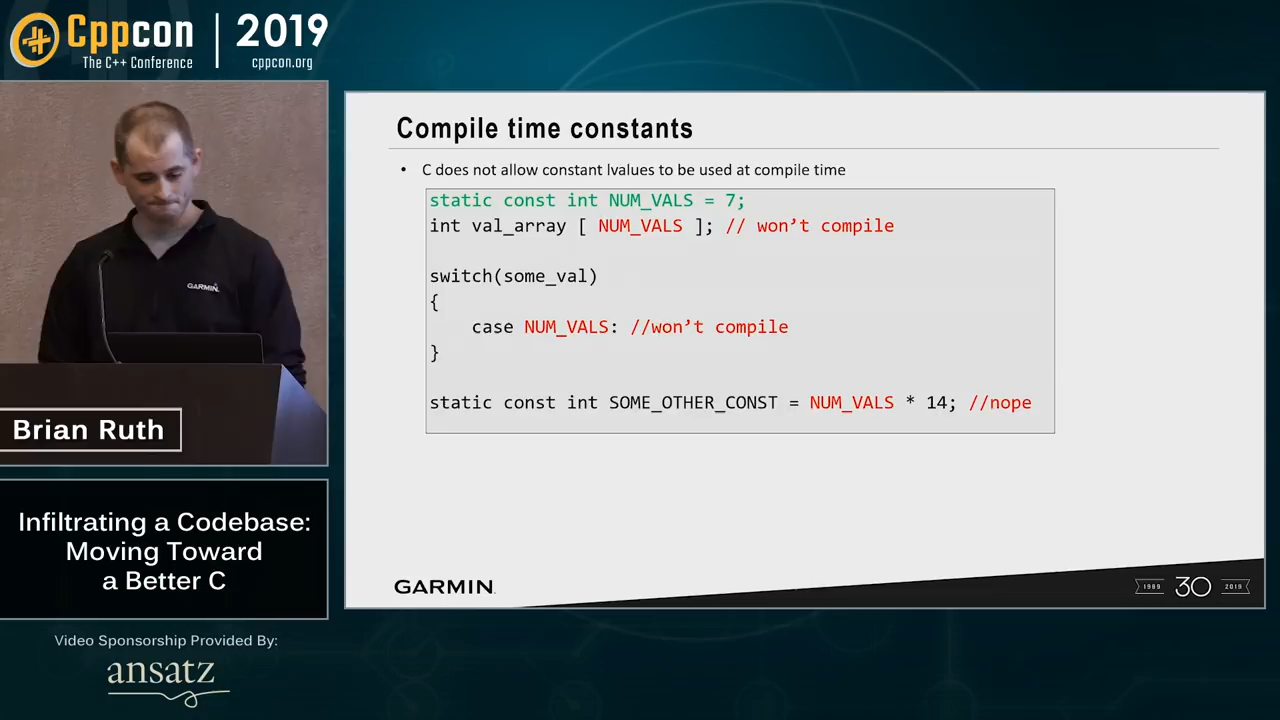 Cppcon
The C++ Conference
2019
cppcon.org
GARMIN
Brian Ruth
Infiltrating a Codebase:
Moving Toward
a Better C
Video Sponsorship Provided By:
ansatz
Compile time constants
• C does not allow constant lvalues to be used at compile time
static const int NUM_VALS = 7;
int val_array [ NUM_VALS ]; // won’t compile
switch(some_val)
{
case NUM_VALS: //won’t compile
}
static const int SOME_OTHER_CONST = NUM_VALS * 14; //nope
GARMIN
1989 30 2019